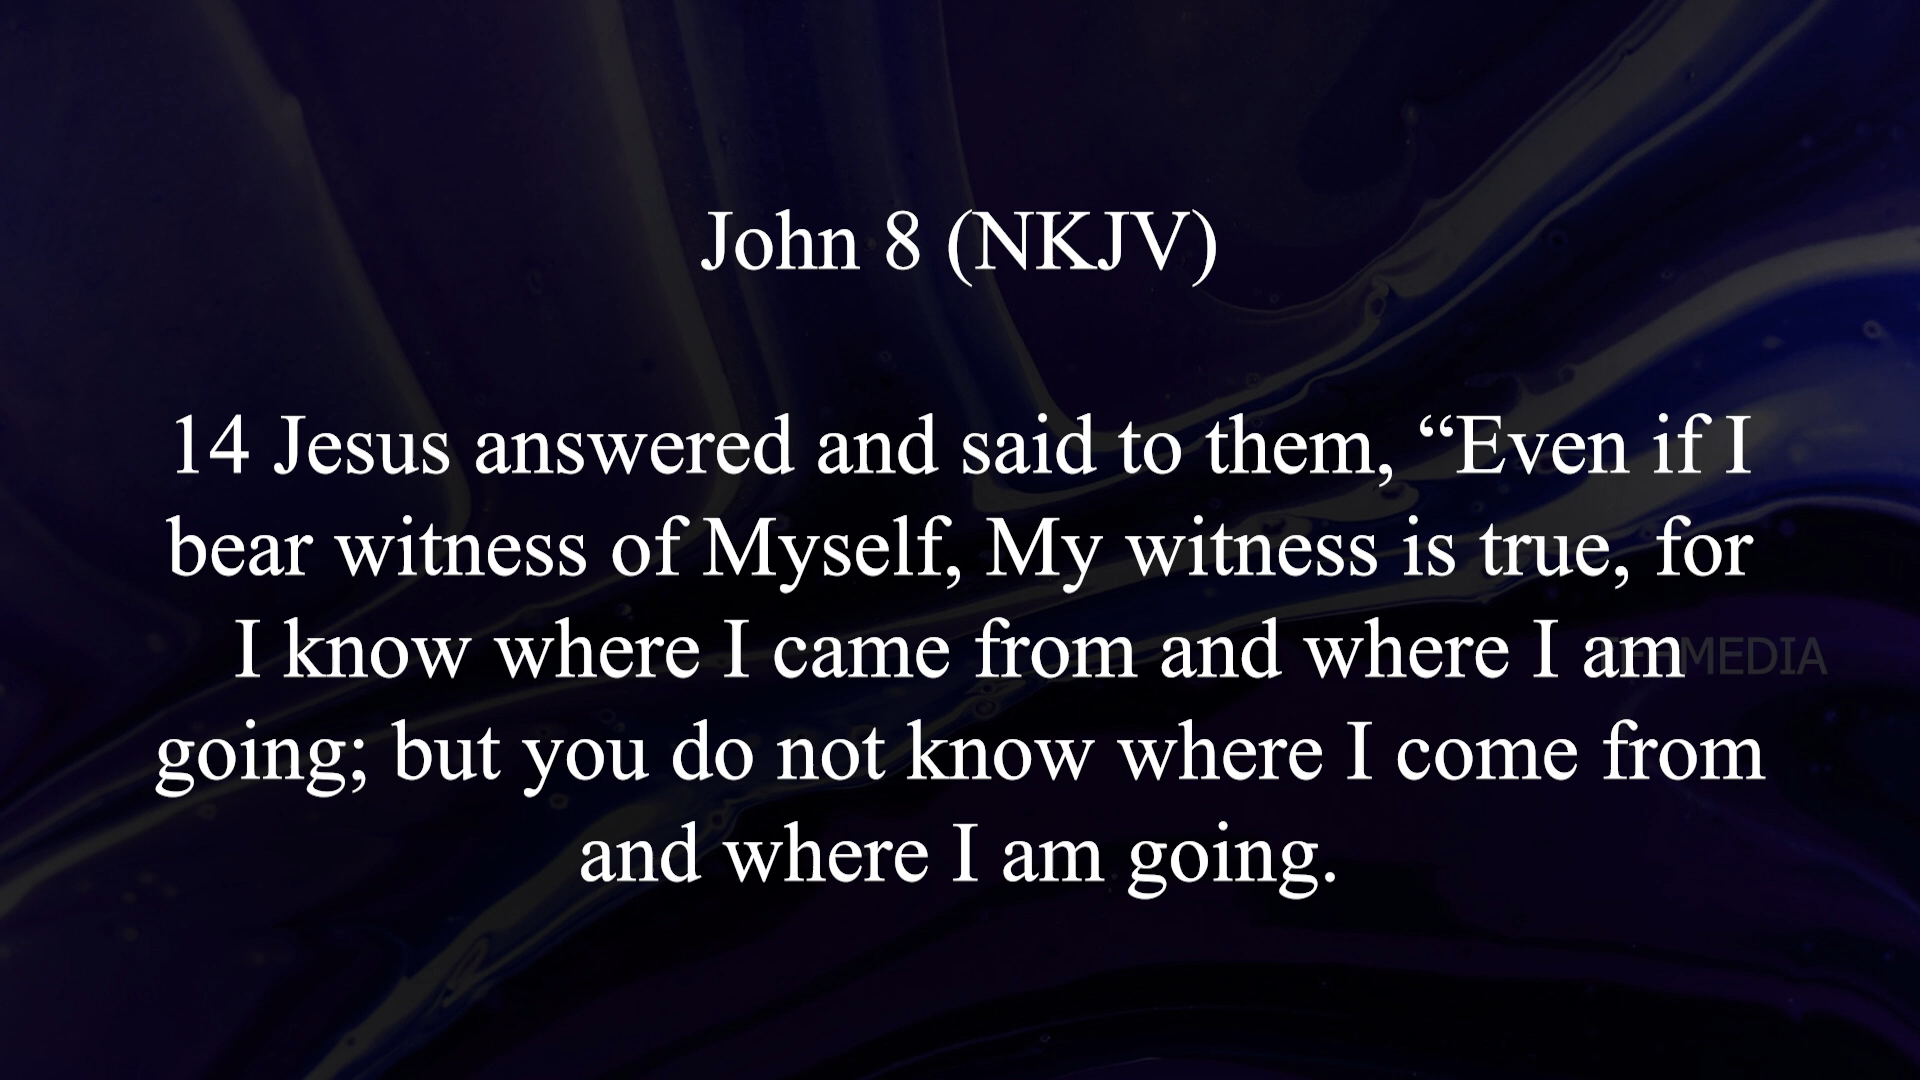 John 8 (NKJV)
14 Jesus answered and said to them, “Even if I
bear witness of Myself, My witness is true, for
I know where I came from and where I am
going; but you do not know where I come from
and where I am going.